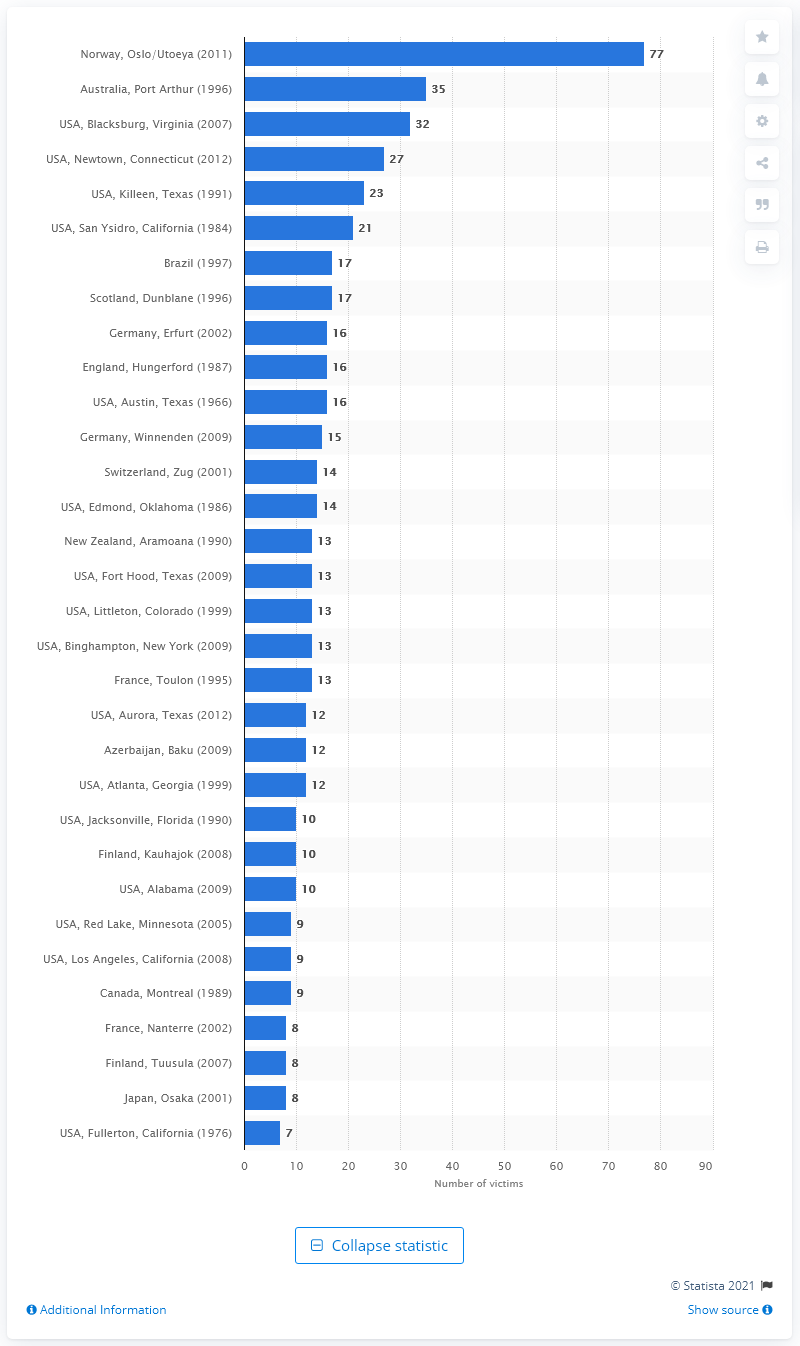 Norway, Oslo/Utoeya (2011) 77
Australia, Port Arthur (1996) 35
USA, Blacksburg, Virginia (2007) 32
USA, Newtown, Connecticut (2012) 27
USA, Killeen, Texas (1991) 23
USA, San Ysidro, California (1984) 21
Brazil (1997) 17
Scotland, Dunblane (1996) 17
Germany, Erfurt (2002) 16
England, Hungerford (1987) 16
USA, Austin, Texas (1966) 16
Germany, Winnenden (2009) 15
Switzerland, Zug (2001) 14
USA, Edmond, Oklahoma (1986) 14
New Zealand, Aramoana (1990) 13
USA, Fort Hood, Texas (2009) 13
USA, Littleton, Colorado (1999) 13
USA, Binghampton, New York (2009) 13
France, Toulon (1995) 13
USA, Aurora, Texas (2012) 12
Azerbaijan, Baku (2009) 12
USA, Atlanta, Georgia (1999) 12
USA, Jacksonville, Florida (1990) 10
Finland, Kauhajok (2008) 10
USA, Alabama (2009) 10
USA, Red Lake, Minnesota (2005) 9
USA, Los Angeles, California (2008) 9
Canada, Montreal (1989) 9
France, Nanterre (2002) 8
Finland, Tuusula (2007) 8
Japan, Osaka (2001) 8
USA, Fullerton, California (1976) 7
0 10 20 30 40 50 60 70 80 90
Number of victims
Collapse statistic
© Statista 2021
Additional Information
Show source